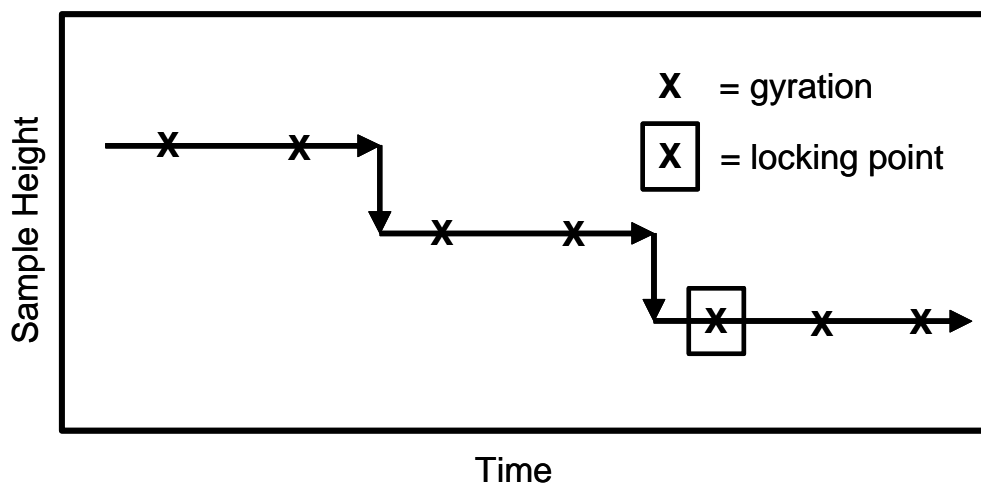 X = gyration
X = locking point
X X
X X
X X X
Sample Height
Time